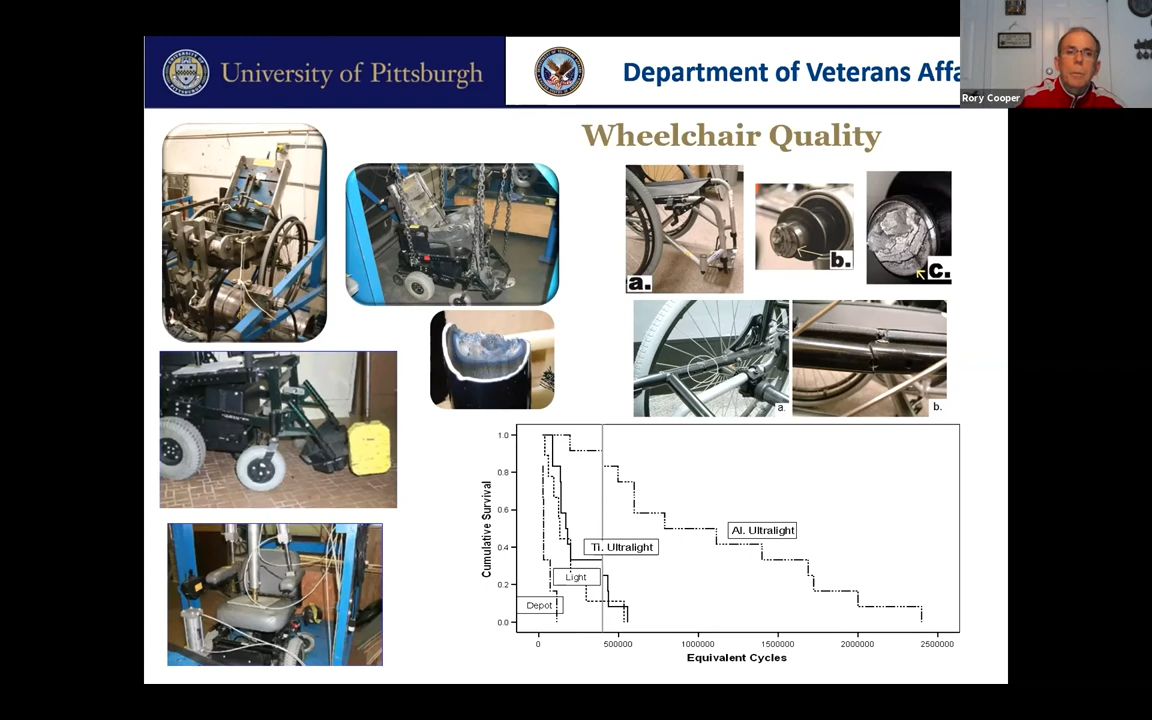 University of Pittsburgh
Department of Veterans Affa
Rory Cooper
Wheelchair Quality
a.
b.
c.
a.
b.
Cumulative Survival
1.0
0.8
0.6
0.4
0.2
0.0
Al. Ultralight
Ti. Ultralight
Light
Depot
0
500000
1000000
1500000
2000000
2500000
Equivalent Cycles